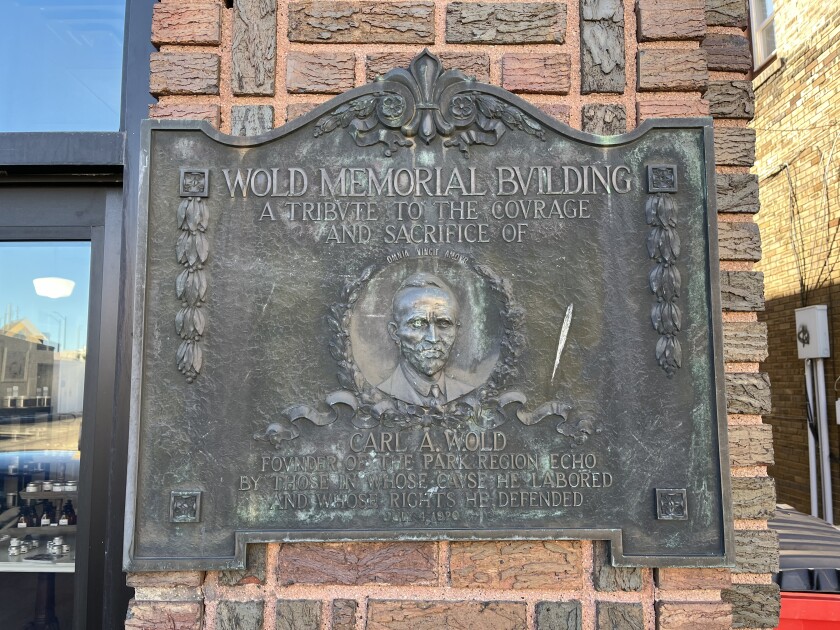 WOLD MEMORIAL BVILDING
A TRIBVTE TO THE COVRAGE
AND SACRIFICE OF
OMNIA VINCIT AMOR
CARL A. WOLD
FOVNDER OF THE PARK REGION ECHO
BY THOSE IN WHOSE CAVSE HE LABORED
AND WHOSE RIGHTS HE DEFENDED